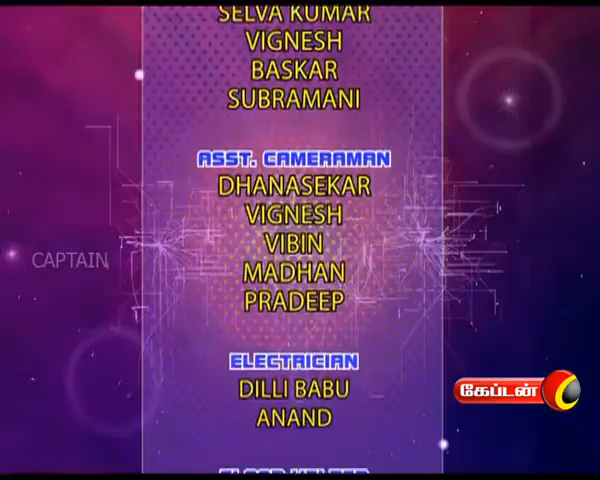 SELVA KUMAR
VIGNESH
BASKAR
SUBRAMANI
ASST. CAMERAMAN
DHANASEKAR
VIGNESH
VIBIN
MADHAN
PRADEEP
CAPTAIN
ELECTRICIAN
DILLI BABU
ANAND
கேப்டன்